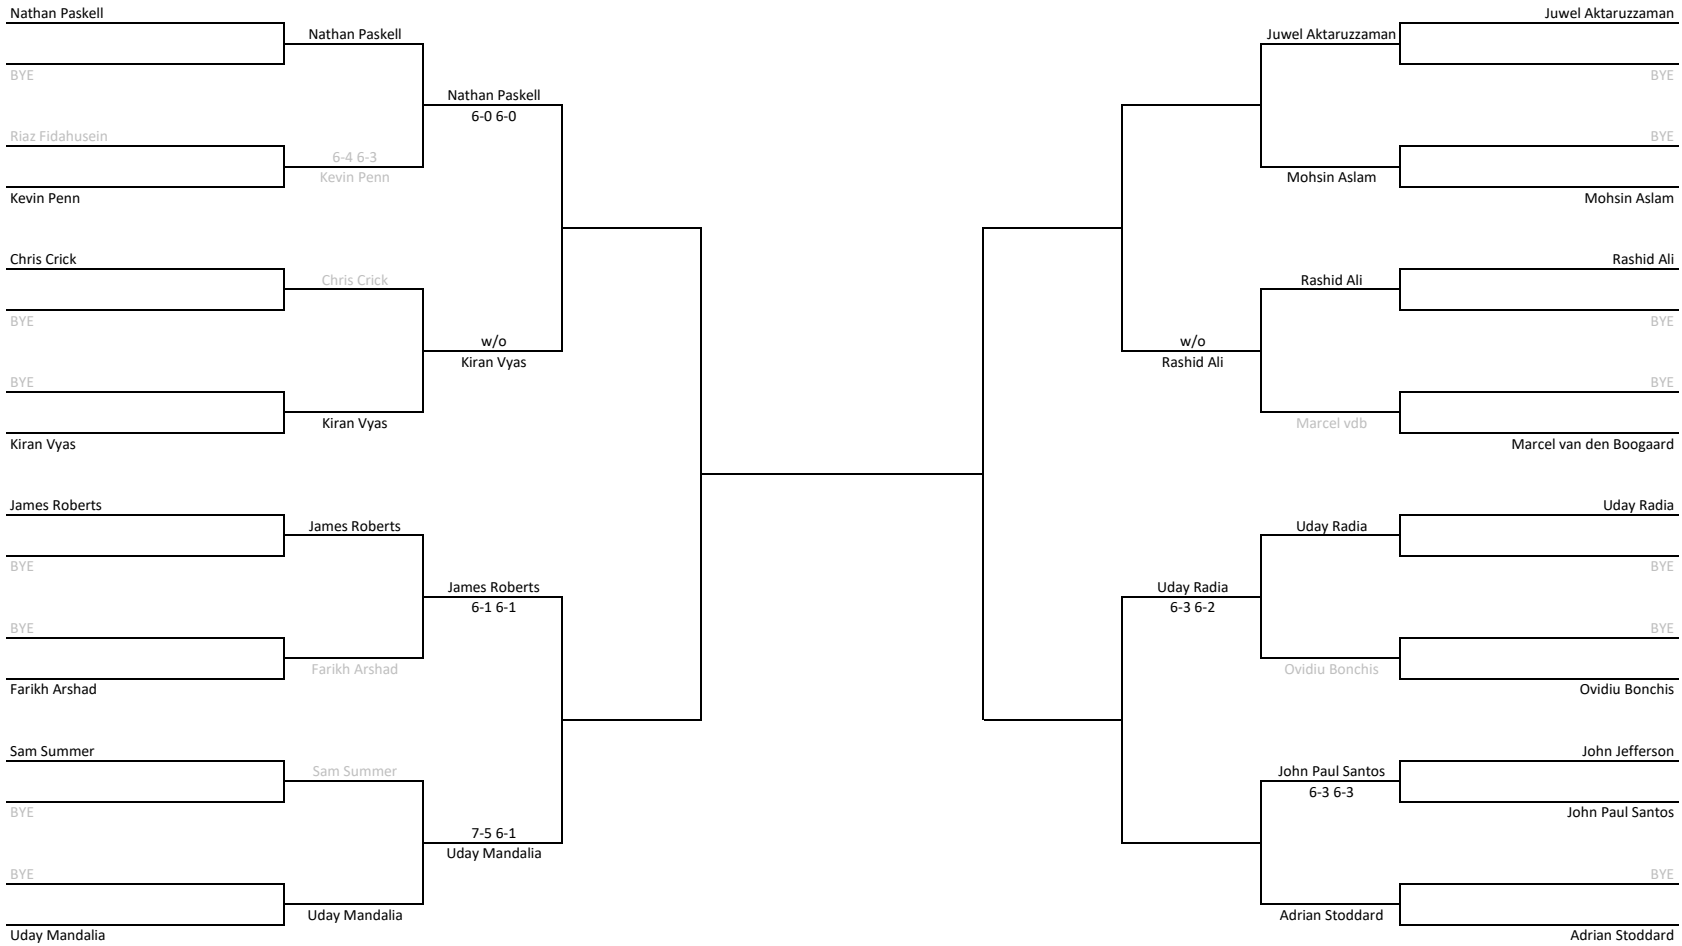 Nathan Paskell
BYE
Riaz Fidahusein
Kevin Penn
Chris Crick
BYE
BYE
Kiran Vyas
James Roberts
BYE
BYE
Farikh Arshad
Sam Summer
BYE
BYE
Uday Mandalia
Nathan Paskell
6-4 6-3
Kevin Penn
Chris Crick
Kiran Vyas
James Roberts
Farikh Arshad
Sam Summer
Uday Mandalia
Nathan Paskell
6-0 6-0
w/o
Kiran Vyas
James Roberts
6-1 6-1
7-5 6-1
Uday Mandalia
w/o
Rashid Ali
Uday Radia
6-3 6-2
Juwel Aktaruzzaman
Mohsin Aslam
Rashid Ali
Marcel vdb
Uday Radia
Ovidiu Bonchis
John Paul Santos
6-3 6-3
Adrian Stoddard
Juwel Aktaruzzaman
BYE
BYE
Mohsin Aslam
Rashid Ali
BYE
BYE
Marcel van den Boogaard
Uday Radia
BYE
BYE
Ovidiu Bonchis
John Jefferson
John Paul Santos
BYE
Adrian Stoddard